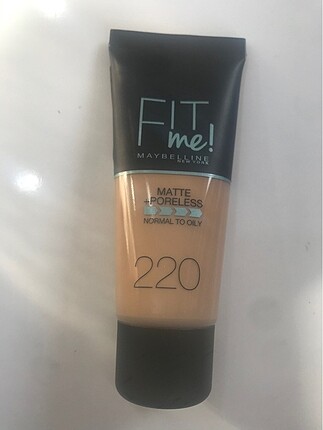 FIT
me!
MAYBELLINE
NEW YORK
MATTE
+PORELESS
NORMAL TO OILY
220